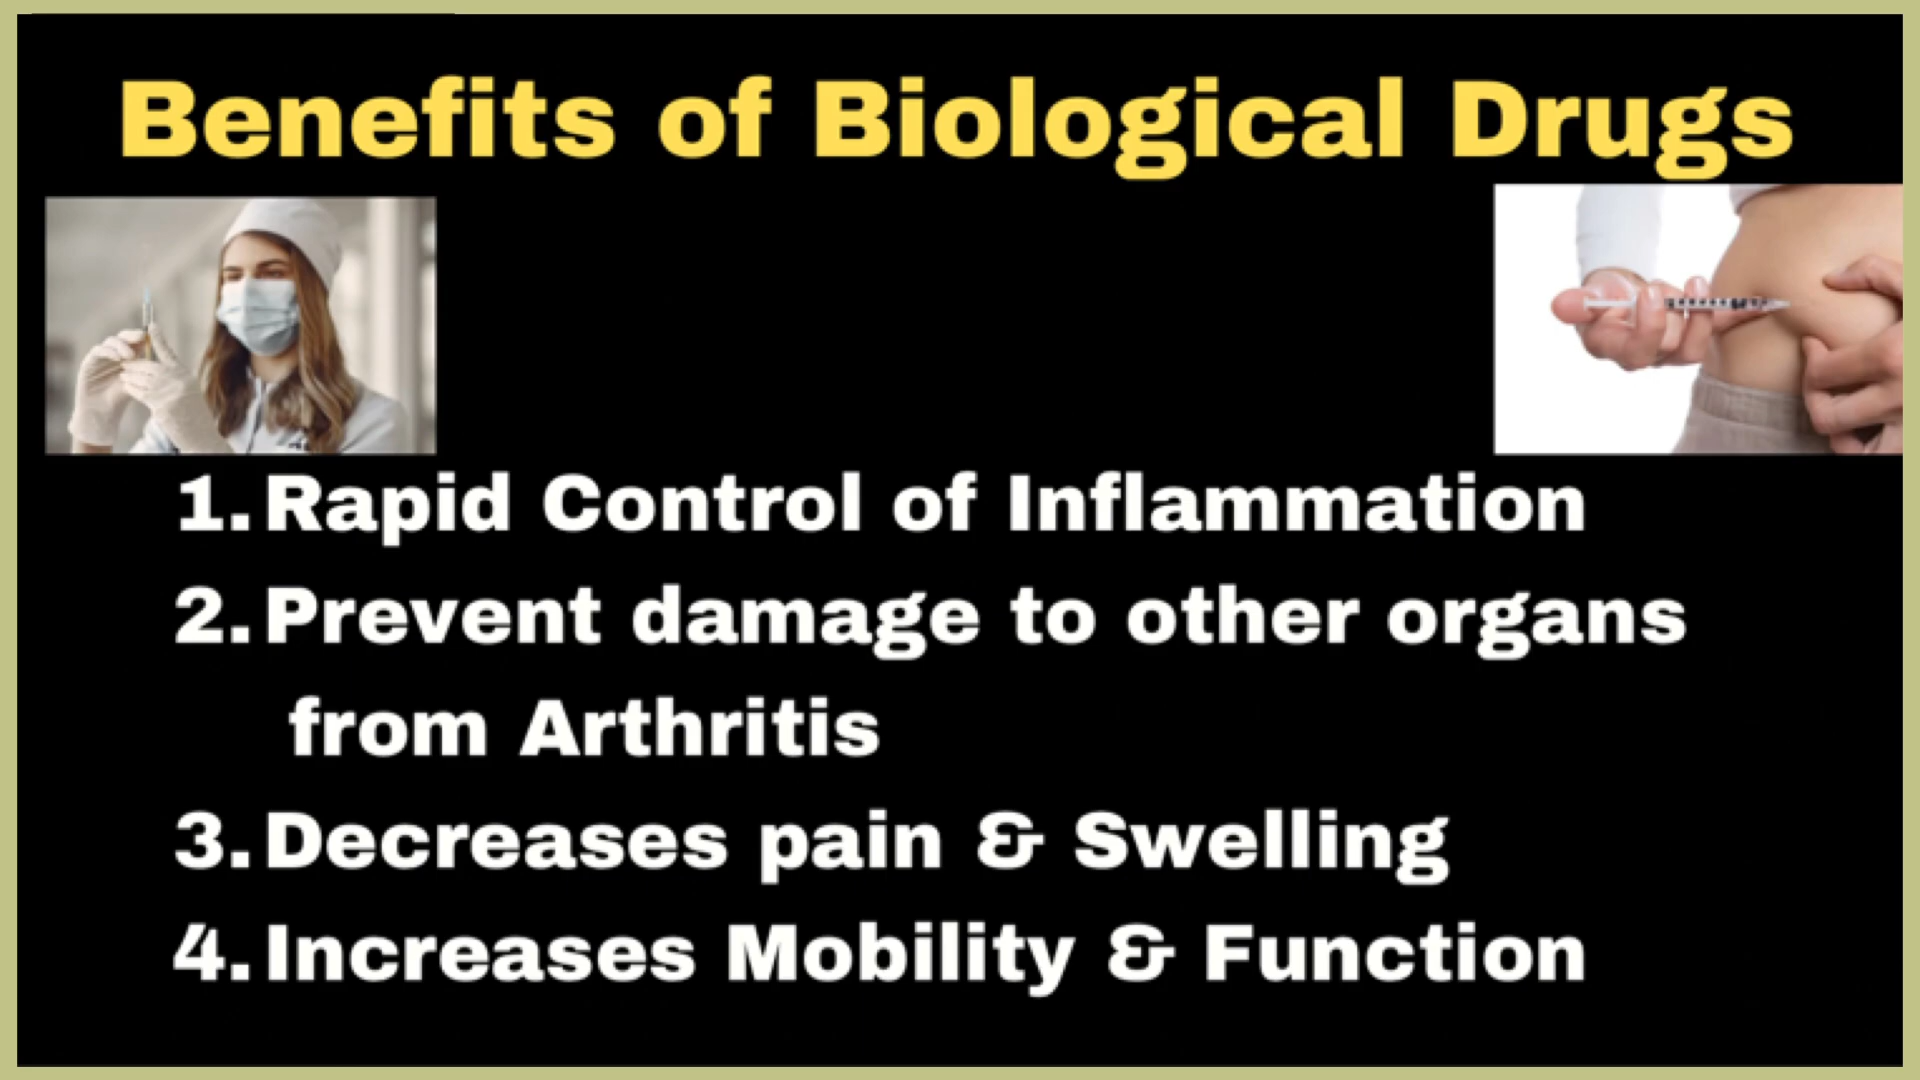 Benefits of Biological Drugs
1. Rapid Control of Inflammation
2. Prevent damage to other organs
from Arthritis
3. Decreases pain & Swelling
4. Increases Mobility & Function